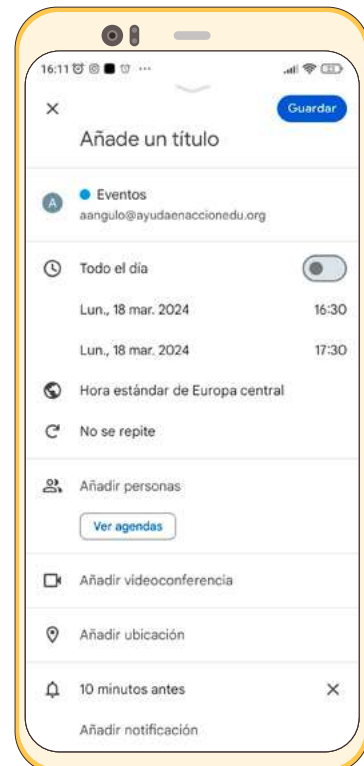 16:11
Guardar
Añade un título
A
Eventos
aangulo@ayudaenaccionedu.org
Todo el día
Lun., 18 mar. 2024 16:30
Lun., 18 mar. 2024 17:30
Hora estándar de Europa central
No se repite
Añadir personas
Ver agendas
Añadir videoconferencia
Añadir ubicación
10 minutos antes
Añadir notificación